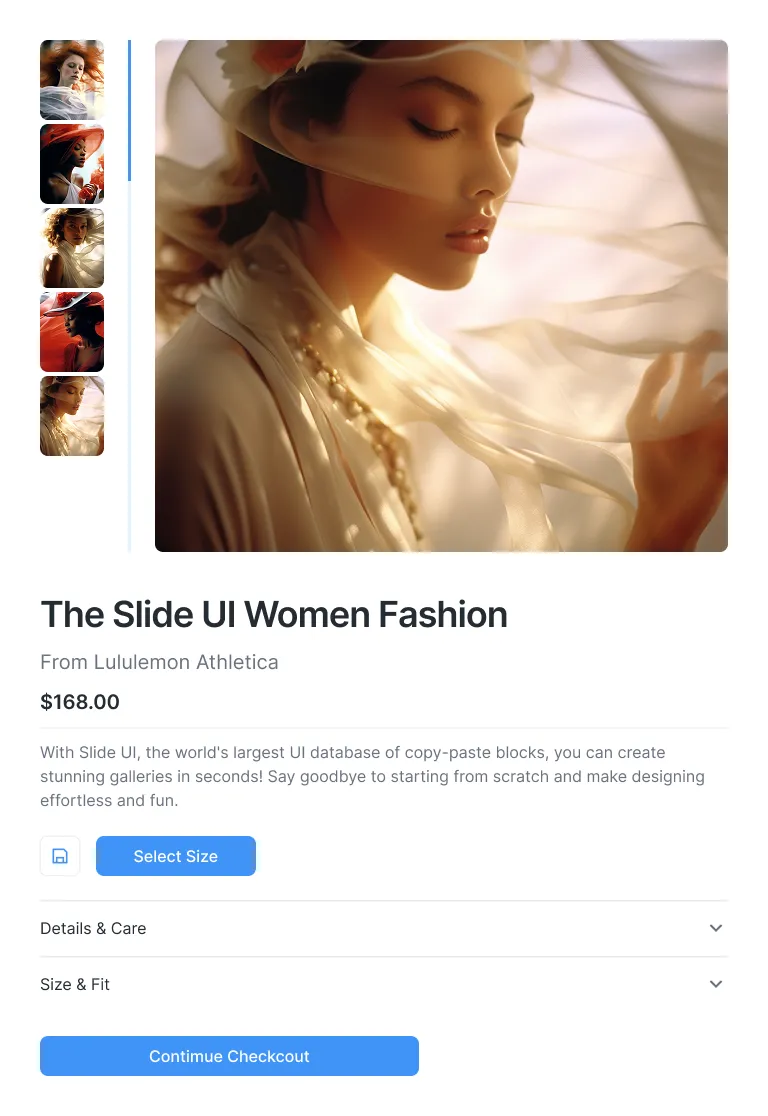 The Slide UI Women Fashion
From Lululemon Athletica
$168.00
With Slide UI, the world's largest UI database of copy-paste blocks, you can create
stunning galleries in seconds! Say goodbye to starting from scratch and make designing
effortless and fun.
Select Size
Details & Care
Size & Fit
Contimue Checkcout